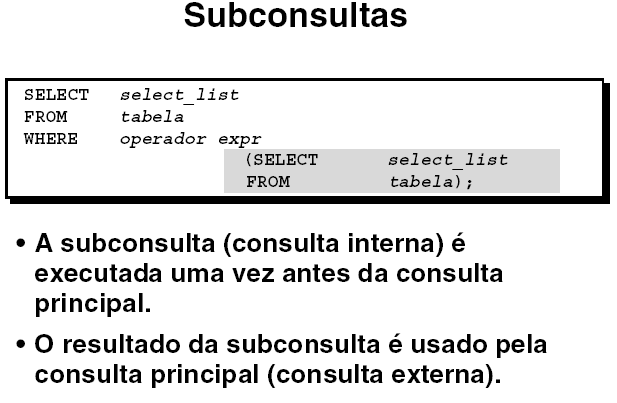 Subconsultas
SELECT select_list
FROM tabela
WHERE operador expr
(SELECT select_list
FROM tabela);
• A subconsulta (consulta interna) é
executada uma vez antes da consulta
principal.
• O resultado da subconsulta é usado pela
consulta principal (consulta externa).